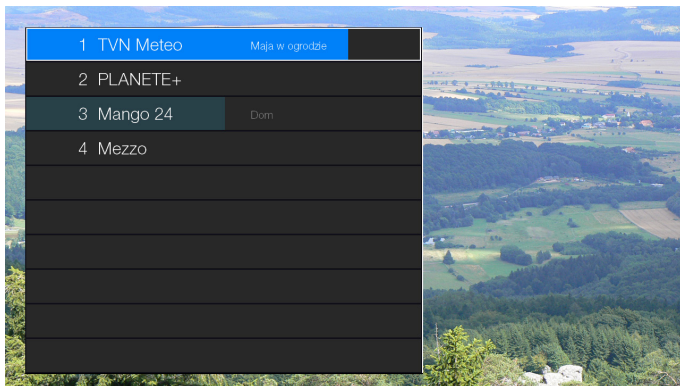 1 TVN Meteo Maja w ogrodzie
2 PLANETE+
3 Mango 24 Dom
4 Mezzo